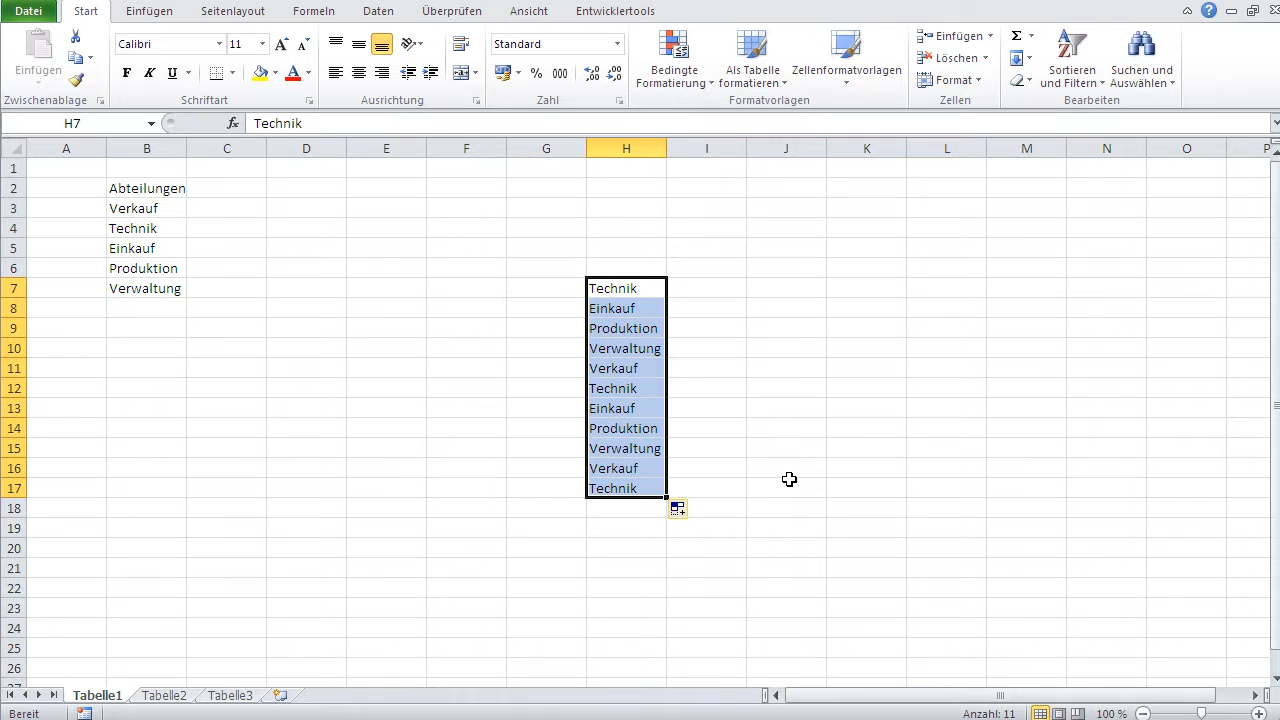 Datei Start Einfügen Seitenlayout Formeln Daten Überprüfen Ansicht Entwicklertools
Einfügen
Zwischenablage
Calibri 11
F K U
Schriftart
Ausrichtung
Standard
% 000
Zahl
Bedingte Formatierung
Als Tabelle formatieren
Zellenformatvorlagen
Formatvorlagen
Einfügen
Löschen
Format
Zellen
Σ
Sortieren und Filtern
Suchen und Auswählen
Bearbeiten
H7 fx Technik
A B C D E F G H I J K L M N O P
1
2 Abteilungen
3 Verkauf
4 Technik
5 Einkauf
6 Produktion
7 Verwaltung Technik
8 Einkauf
9 Produktion
10 Verwaltung
11 Verkauf
12 Technik
13 Einkauf
14 Produktion
15 Verwaltung
16 Verkauf
17 Technik
18
19
20
21
22
23
24
25
26
27
Tabelle1 Tabelle2 Tabelle3
Bereit Anzahl: 11 100 %